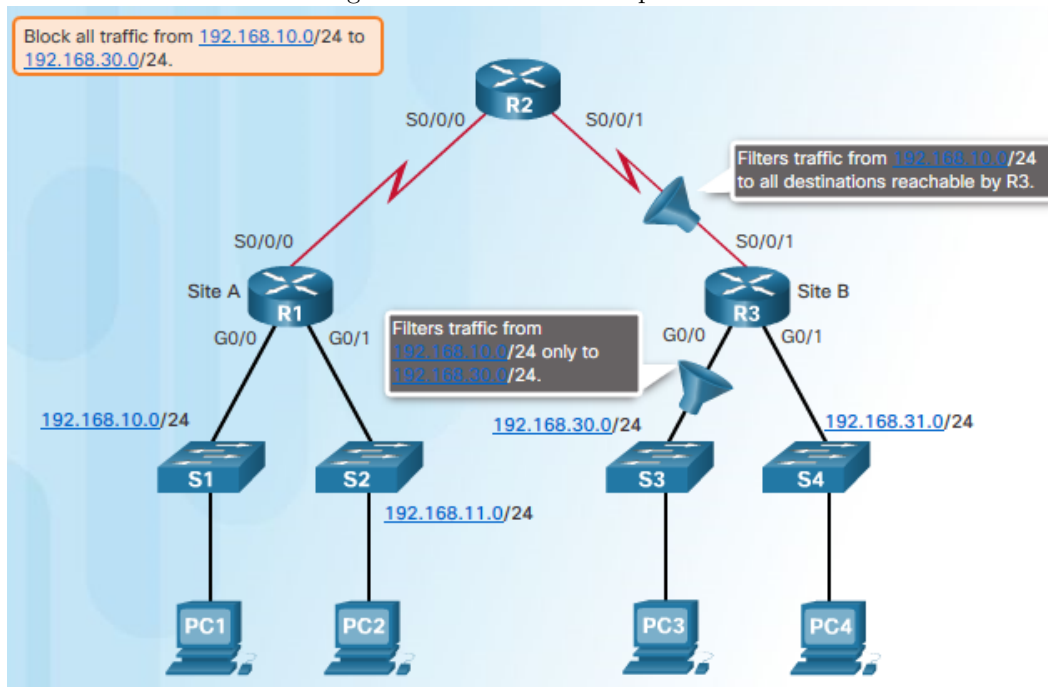 Block all traffic from 192.168.10.0/24 to
192.168.30.0/24.
R2
S0/0/0
S0/0/1
Filters traffic from 192.168.10.0/24
to all destinations reachable by R3.
S0/0/0
S0/0/1
Site A
R1
R3
Site B
G0/0
G0/1
Filters traffic from
192.168.10.0/24 only to
192.168.30.0/24.
G0/0
G0/1
192.168.10.0/24
192.168.30.0/24
192.168.31.0/24
S1
S2
S3
S4
192.168.11.0/24
PC1
PC2
PC3
PC4